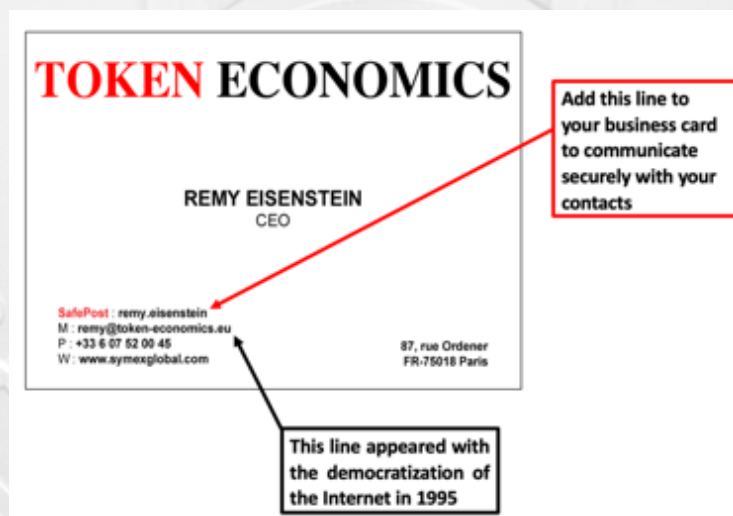 TOKEN ECONOMICS
Add this line to
your business card
to communicate
securely with your
contacts
REMY EISENSTEIN
CEO
SafePost : remy.eisenstein
M : remy@token-economics.eu
P : +33 6 07 52 00 45
W : www.symexglobal.com
87, rue Ordener
FR-75018 Paris
This line appeared with
the democratization of
the Internet in 1995